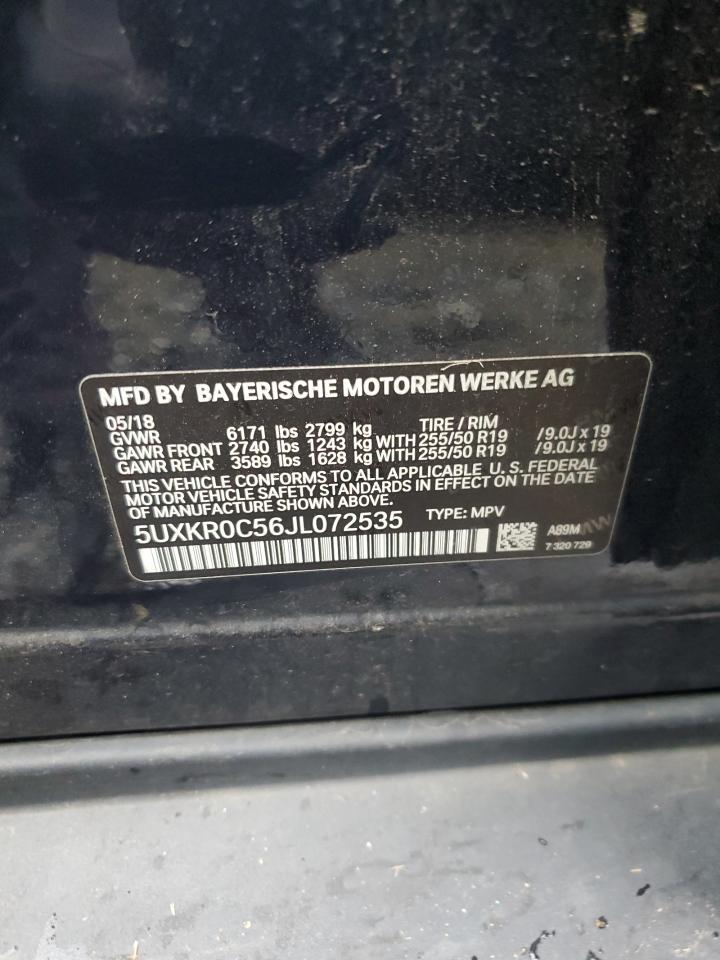 MFD BY BAYERISCHE MOTOREN WERKE AG
05/18 TIRE / RIM
GVWR 6171 lbs 2799 kg
GAWR FRONT 2740 lbs 1243 kg WITH 255/50 R19 / 9.0J x 19
GAWR REAR 3589 lbs 1628 kg WITH 255/50 R19 / 9.0J x 19
THIS VEHICLE CONFORMS TO ALL APPLICABLE U. S. FEDERAL
MOTOR VEHICLE SAFETY STANDARDS IN EFFECT ON THE DATE
OF MANUFACTURE SHOWN ABOVE.
5UXKR0C56JL072535 TYPE: MPV
A89M
7 320 729